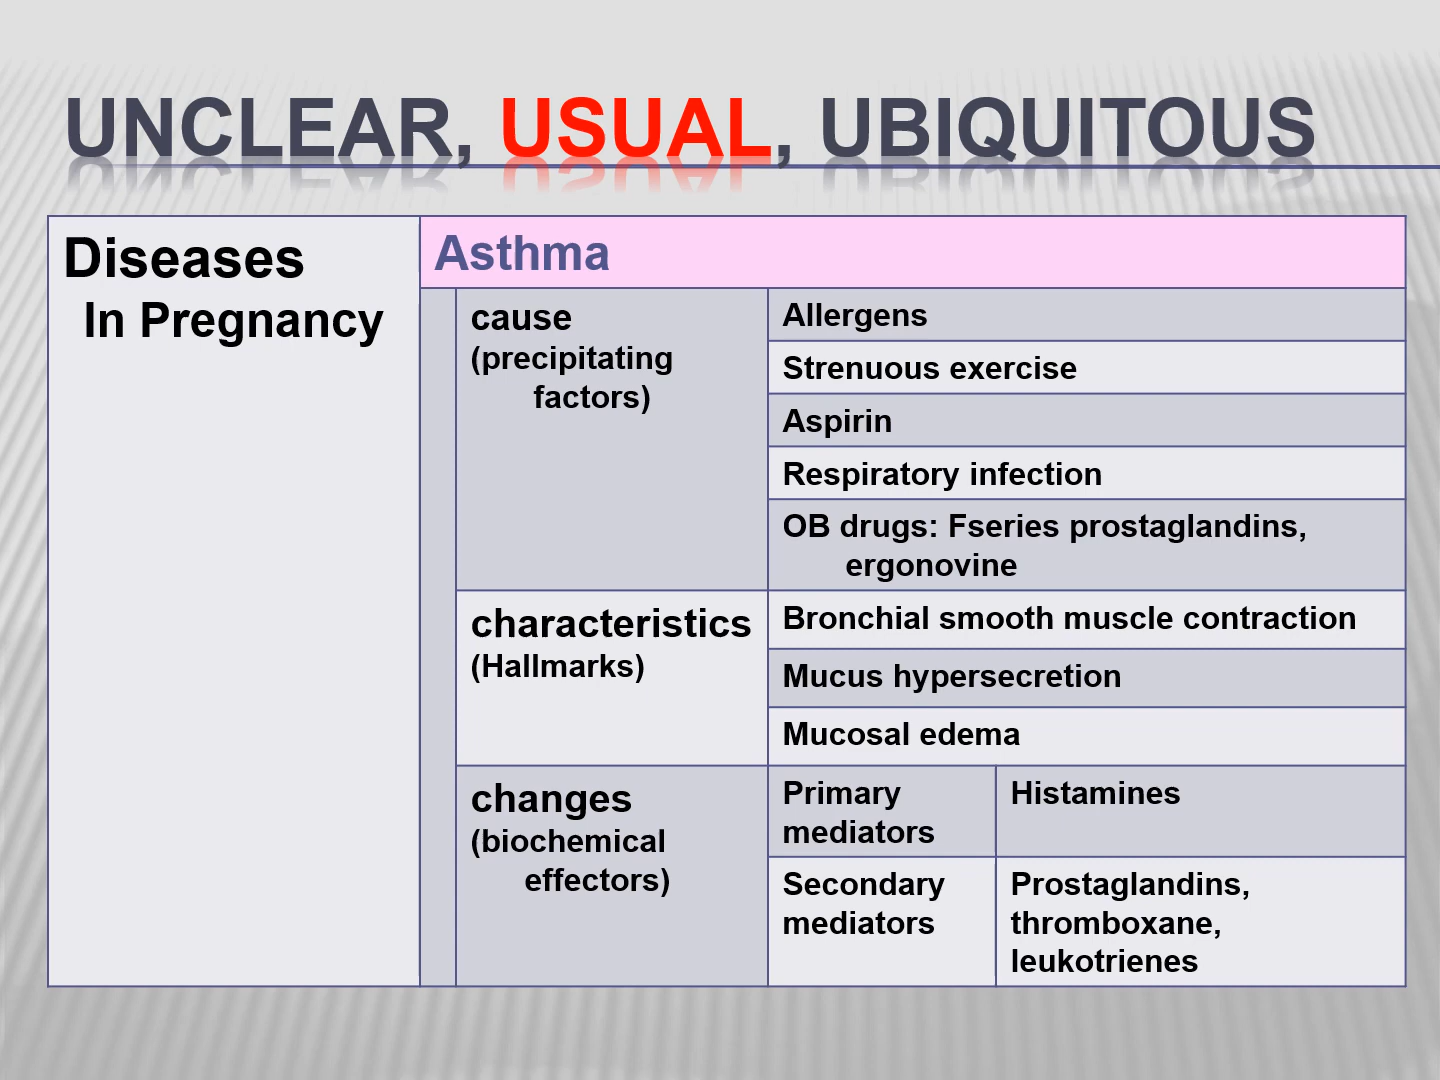 UNCLEAR, USUAL, UBIQUITOUS
Diseases
In Pregnancy
Asthma
cause
(precipitating
factors)
Allergens
Strenuous exercise
Aspirin
Respiratory infection
OB drugs: Fseries prostaglandins,
ergonovine
characteristics
(Hallmarks)
Bronchial smooth muscle contraction
Mucus hypersecretion
Mucosal edema
changes
(biochemical
effectors)
Primary
mediators
Histamines
Secondary
mediators
Prostaglandins,
thromboxane,
leukotrienes